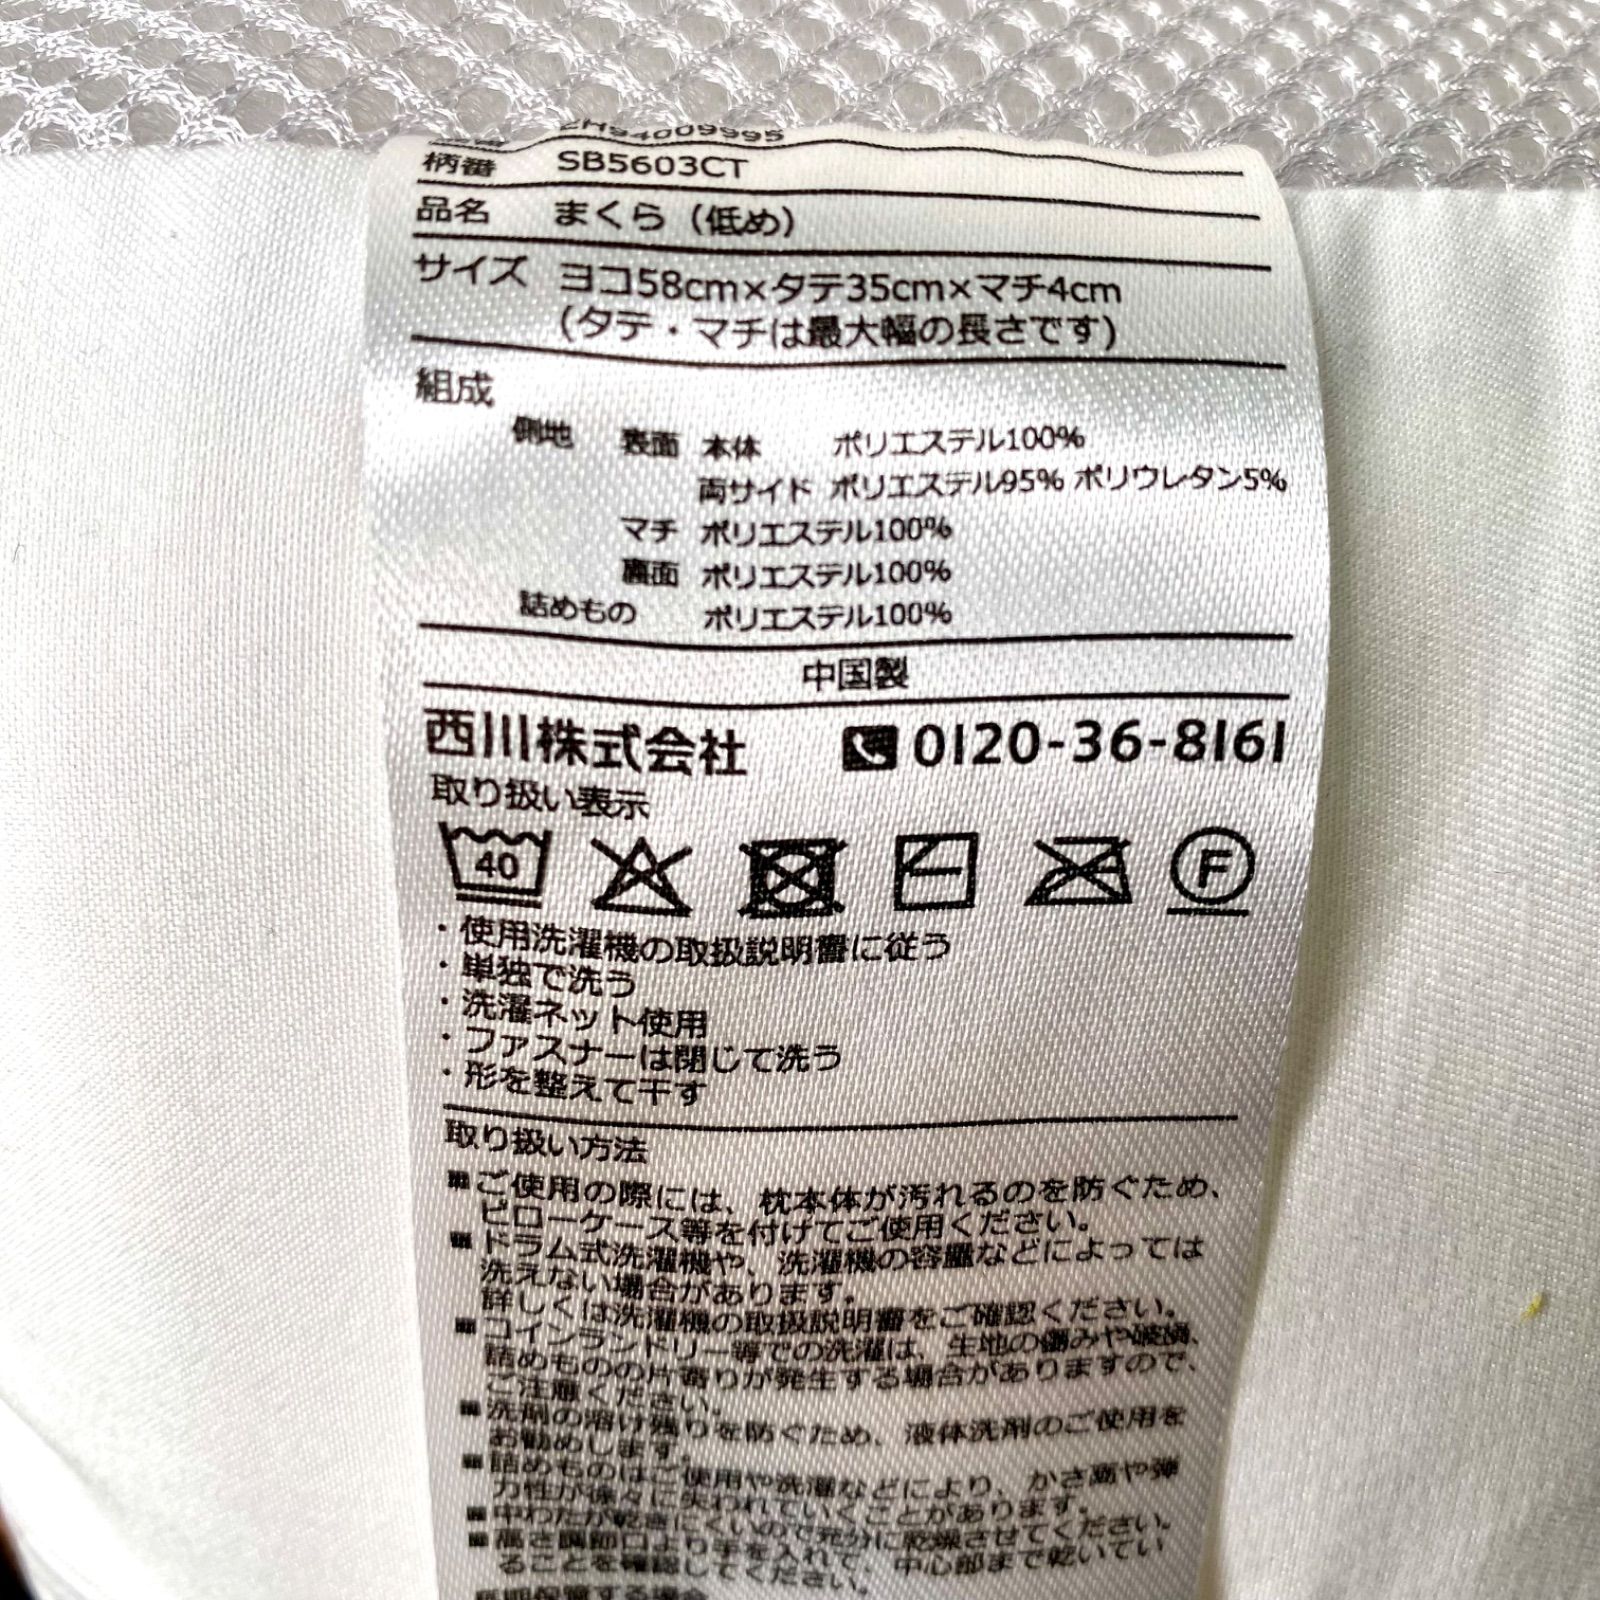 EH94009995
柄番 SB5603CT
品名 まくら（低め）
サイズ ヨコ58cm×タテ35cm×マチ4cm
(タテ・マチは最大幅の長さです)
組成
側地 表面 本体 ポリエステル100%
両サイド ポリエステル95% ポリウレタン5%
マチ ポリエステル100%
裏面 ポリエステル100%
詰めもの ポリエステル100%
中国製
西川株式会社 0120-36-8161
取り扱い表示
40 F
・使用洗濯機の取扱説明書に従う
・単独で洗う
・洗濯ネット使用
・ファスナーは閉じて洗う
・形を整えて干す
取り扱い方法
■ご使用の際には、枕本体が汚れるのを防ぐため、
ピローケース等を付けてご使用ください。
■ドラム式洗濯機や、洗濯機の容量などによっては
洗えない場合があります。
詳しくは洗濯機の取扱説明書をご確認ください。
■コインランドリー等での洗濯は、生地の傷みや破損、
詰めものの片寄りが発生する場合がありますので、
ご注意ください。
■洗剤の溶け残りを防ぐため、液体洗剤のご使用を
お勧めします。
■詰めものはご使用や洗濯などにより、かさ高や弾
力性が徐々に失われていくことがあります。
■中わたが乾きにくいので充分に乾燥させてください。
■高さ調節口より手を入れて、中心部まで乾いてい
ることを確認してください。
長期保管する場合